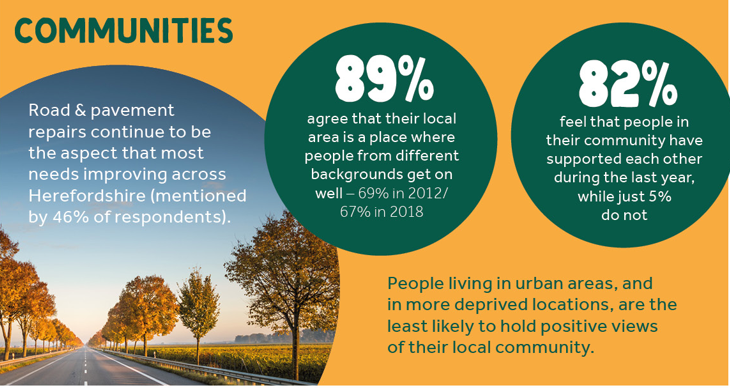 COMMUNITIES
Road & pavement
repairs continue to be
the aspect that most
needs improving across
Herefordshire (mentioned
by 46% of respondents).
89%
agree that their local
area is a place where
people from different
backgrounds get on
well – 69% in 2012/
67% in 2018
82%
feel that people in
their community have
supported each other
during the last year,
while just 5%
do not
People living in urban areas, and
in more deprived locations, are the
least likely to hold positive views
of their local community.